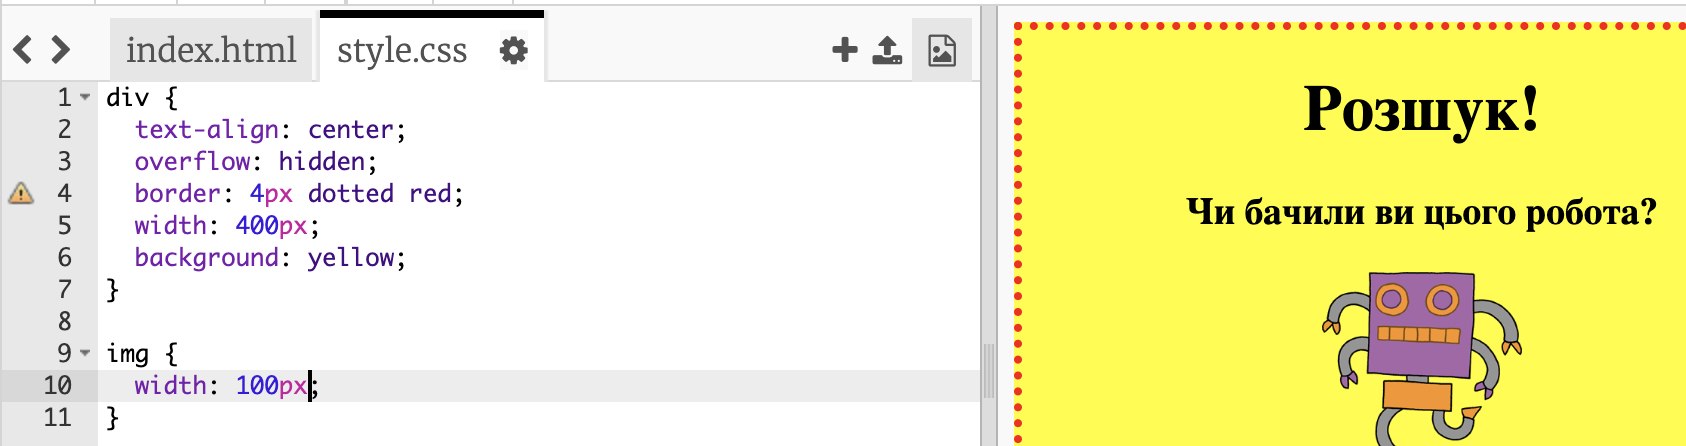 index.html style.css
1 div {
2 text-align: center;
3 overflow: hidden;
4 border: 4px dotted red;
5 width: 400px;
6 background: yellow;
7 }
8
9 img {
10 width: 100px;
11 }
Розшук!
Чи бачили ви цього робота?